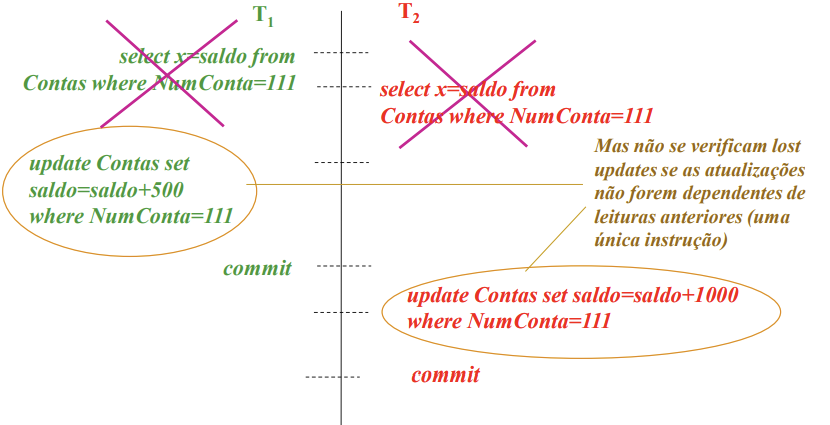 T1
T2
select x=saldo from
Contas where NumConta=111
select x=saldo from
Contas where NumConta=111
update Contas set
saldo=saldo+500
where NumConta=111
Mas não se verificam lost
updates se as atualizações
não forem dependentes de
leituras anteriores (uma
única instrução)
commit
update Contas set saldo=saldo+1000
where NumConta=111
commit